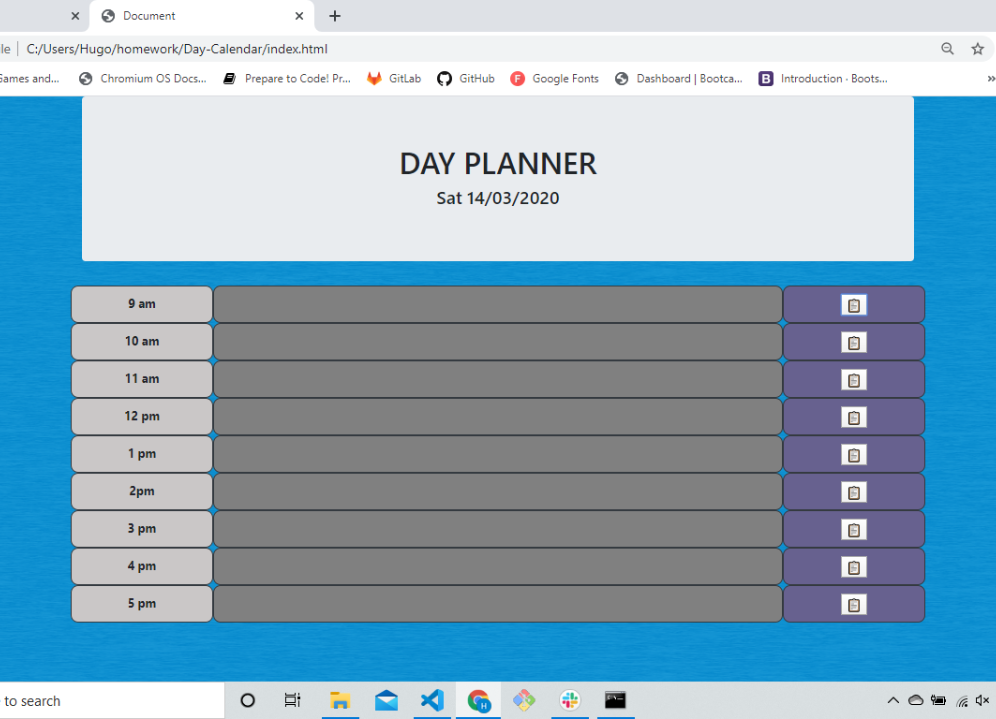 Document
le C:/Users/Hugo/homework/Day-Calendar/index.html
Games and... Chromium OS Docs... Prepare to Code! Pr... GitLab GitHub F Google Fonts Dashboard | Bootca... B Introduction · Boots... »
DAY PLANNER
Sat 14/03/2020
9 am
10 am
11 am
12 pm
1 pm
2pm
3 pm
4 pm
5 pm
to search
H